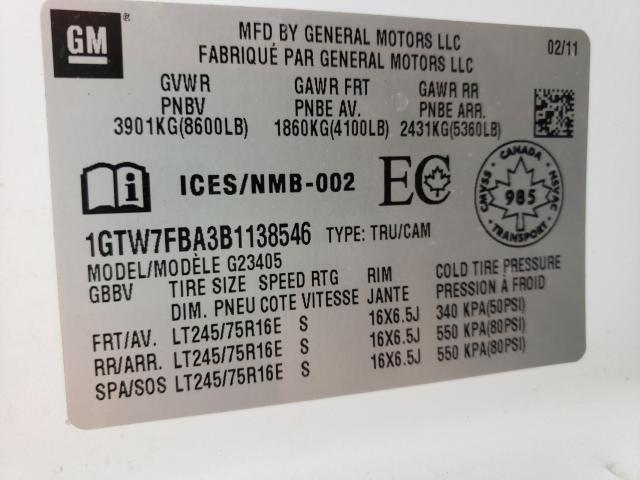 GM
MFD BY GENERAL MOTORS LLC
FABRIQUÉ PAR GENERAL MOTORS LLC
02/11
GVWR GAWR FRT GAWR RR
PNBV PNBE AV. PNBE ARR.
3901KG(8600LB) 1860KG(4100LB) 2431KG(5360LB)
ICES/NMB-002 EC
CANADA
CMVSS 985 NSVAC
TRANSPORT
1GTW7FBA3B1138546 TYPE: TRU/CAM
MODEL/MODÈLE G23405
GBBV TIRE SIZE SPEED RTG RIM COLD TIRE PRESSURE
DIM. PNEU COTE VITESSE JANTE PRESSION À FROID
FRT/AV. LT245/75R16E S 16X6.5J 340 KPA(50PSI)
RR/ARR. LT245/75R16E S 16X6.5J 550 KPA(80PSI)
SPA/SOS LT245/75R16E S 16X6.5J 550 KPA(80PSI)